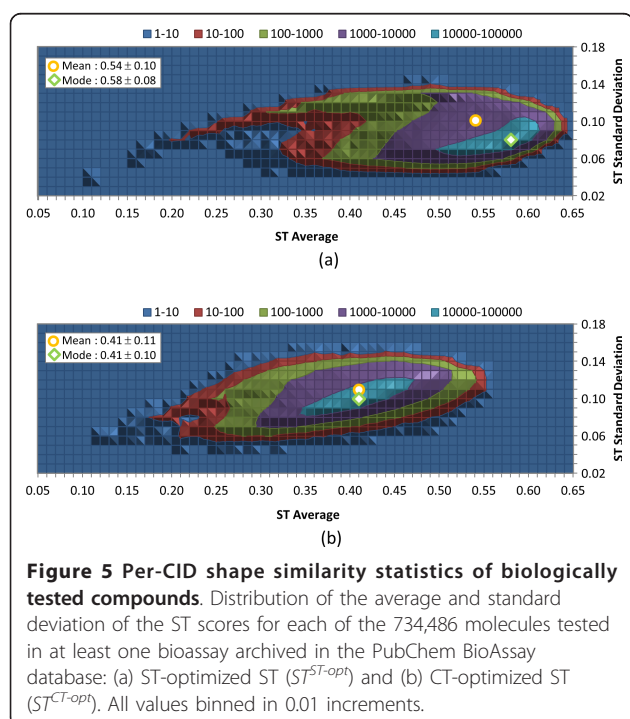 1-10 10-100 100-1000 1000-10000 10000-100000
Mean : 0.54 ± 0.10
Mode : 0.58 ± 0.08
0.18
0.14
0.10
0.06
0.02
ST Standard Deviation
0.05 0.10 0.15 0.20 0.25 0.30 0.35 0.40 0.45 0.50 0.55 0.60 0.65
ST Average
(a)
1-10 10-100 100-1000 1000-10000 10000-100000
Mean : 0.41 ± 0.11
Mode : 0.41 ± 0.10
0.18
0.14
0.10
0.06
0.02
ST Standard Deviation
0.05 0.10 0.15 0.20 0.25 0.30 0.35 0.40 0.45 0.50 0.55 0.60 0.65
ST Average
(b)
Figure 5 Per-CID shape similarity statistics of biologically
tested compounds. Distribution of the average and standard
deviation of the ST scores for each of the 734,486 molecules tested
in at least one bioassay archived in the PubChem BioAssay
database: (a) ST-optimized ST (ST^ST-opt) and (b) CT-optimized ST
(ST^CT-opt). All values binned in 0.01 increments.